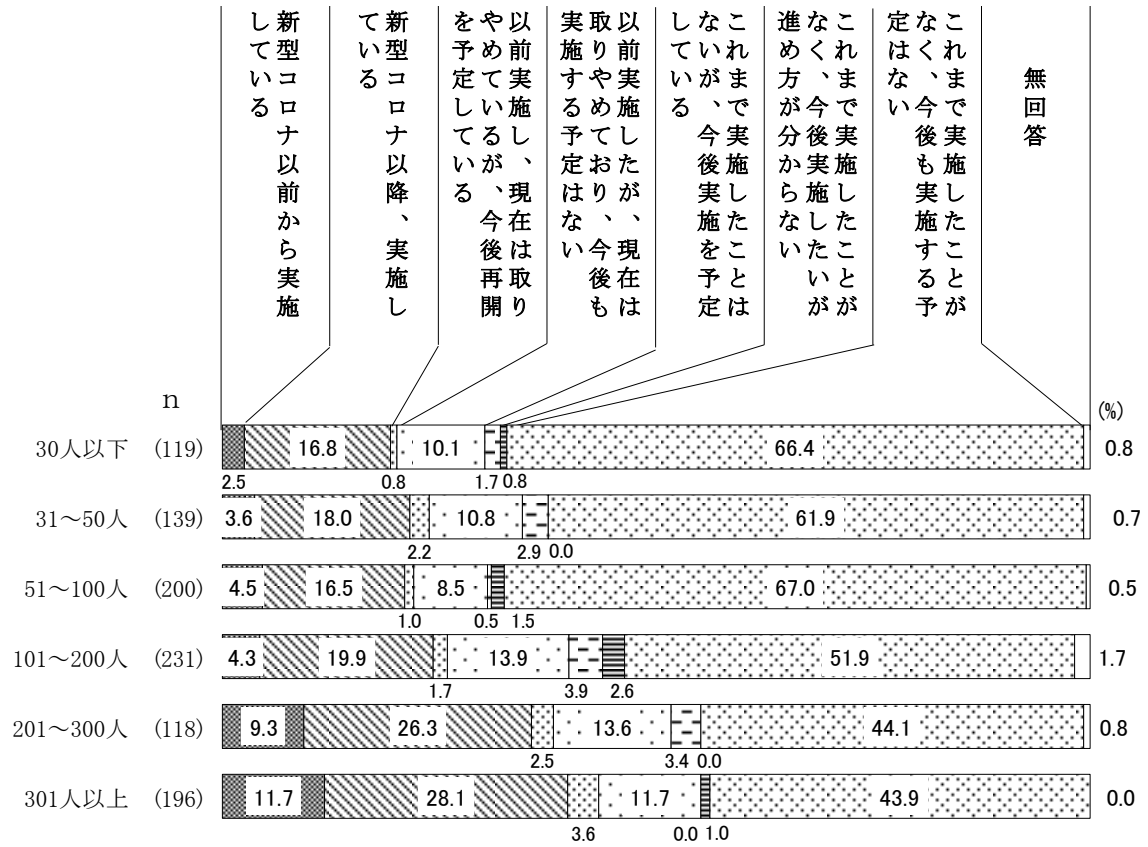 新型コロナ以前から実施
している
新型コロナ以降、実施し
ている
以前実施し、現在は取り
やめているが、今後再開
を予定している
以前実施したが、現在は
取りやめており、今後も
実施する予定はない
これまで実施したことは
ないが、今後実施を予定
している
これまで実施したことが
なく、今後実施したいが
進め方が分からない
これまで実施したことが
なく、今後も実施する予
定はない
無回答
n
(%)
30人以下 (119) 16.8 10.1 66.4 0.8
2.5 0.8 1.7 0.8
31～50人 (139) 3.6 18.0 10.8 61.9 0.7
2.2 2.9 0.0
51～100人 (200) 4.5 16.5 8.5 67.0 0.5
1.0 0.5 1.5
101～200人 (231) 4.3 19.9 13.9 51.9 1.7
1.7 3.9 2.6
201～300人 (118) 9.3 26.3 13.6 44.1 0.8
2.5 3.4 0.0
301人以上 (196) 11.7 28.1 11.7 43.9 0.0
3.6 0.0 1.0